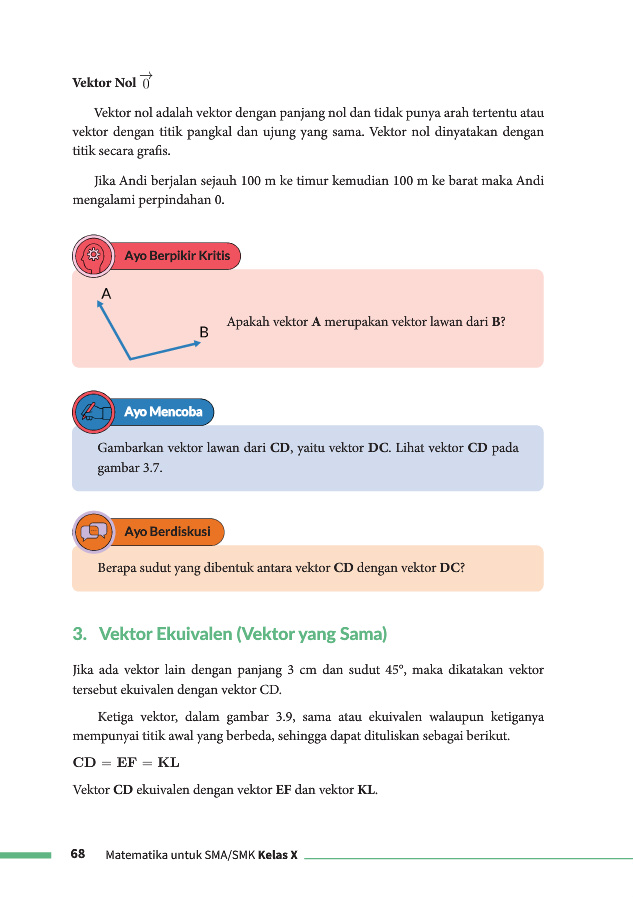 Vektor Nol 0
Vektor nol adalah vektor dengan panjang nol dan tidak punya arah tertentu atau
vektor dengan titik pangkal dan ujung yang sama. Vektor nol dinyatakan dengan
titik secara grafis.
Jika Andi berjalan sejauh 100 m ke timur kemudian 100 m ke barat maka Andi
mengalami perpindahan 0.
Ayo Berpikir Kritis
A
B
Apakah vektor A merupakan vektor lawan dari B?
Ayo Mencoba
Gambarkan vektor lawan dari CD, yaitu vektor DC. Lihat vektor CD pada
gambar 3.7.
Ayo Berdiskusi
Berapa sudut yang dibentuk antara vektor CD dengan vektor DC?
3. Vektor Ekuivalen (Vektor yang Sama)
Jika ada vektor lain dengan panjang 3 cm dan sudut 45°, maka dikatakan vektor
tersebut ekuivalen dengan vektor CD.
Ketiga vektor, dalam gambar 3.9, sama atau ekuivalen walaupun ketiganya
mempunyai titik awal yang berbeda, sehingga dapat dituliskan sebagai berikut.
CD = EF = KL
Vektor CD ekuivalen dengan vektor EF dan vektor KL.
68 Matematika untuk SMA/SMK Kelas X